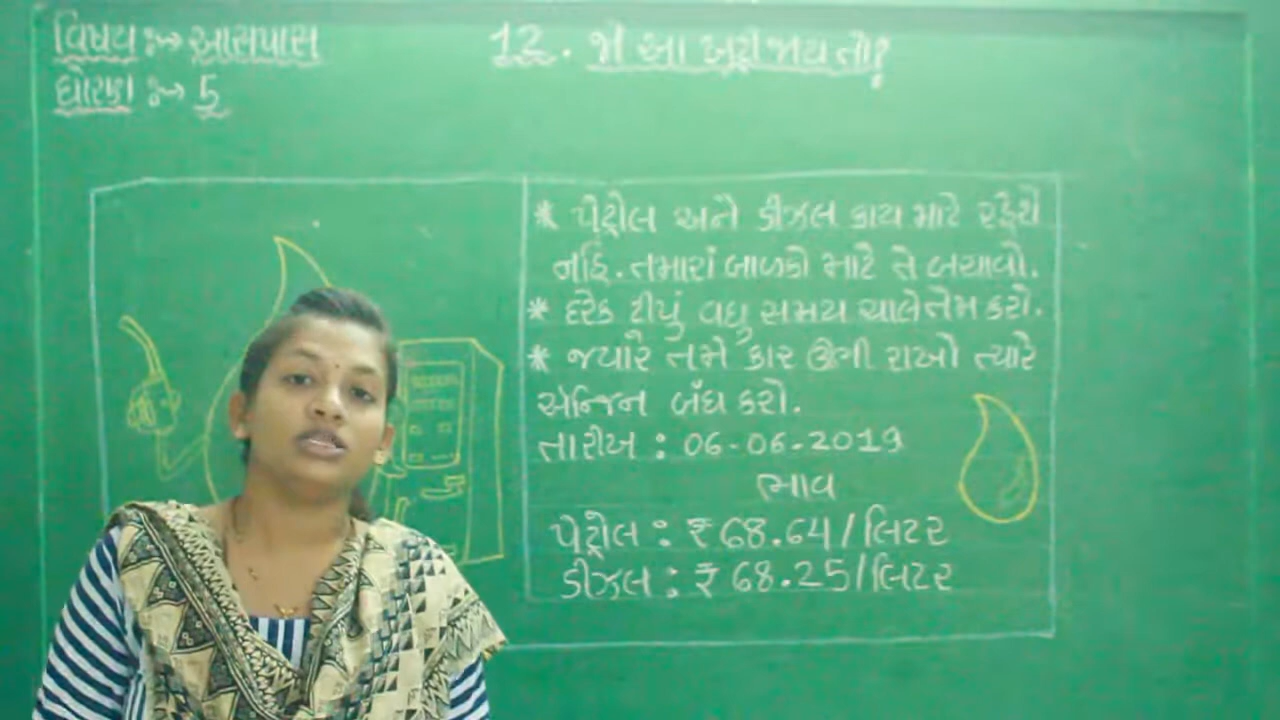 વિષય :→ આસપાસ
ધોરણ :→ 5
12. જો આ ખૂટી જાય તો?
* પેટ્રોલ અને ડીઝલ કાયમ માટે રહેશે
નહિ. તમારાં બાળકો માટે તે બચાવો.
* દરેક ટીપું વધુ સમય ચાલે તેમ કરો.
* જ્યારે તમે કાર ઊભી રાખો ત્યારે
એન્જિન બંધ કરો.
તારીખ : 06-06-2019
ભાવ
પેટ્રોલ : ₹ 68.64/લિટર
ડીઝલ : ₹ 68.25/લિટર